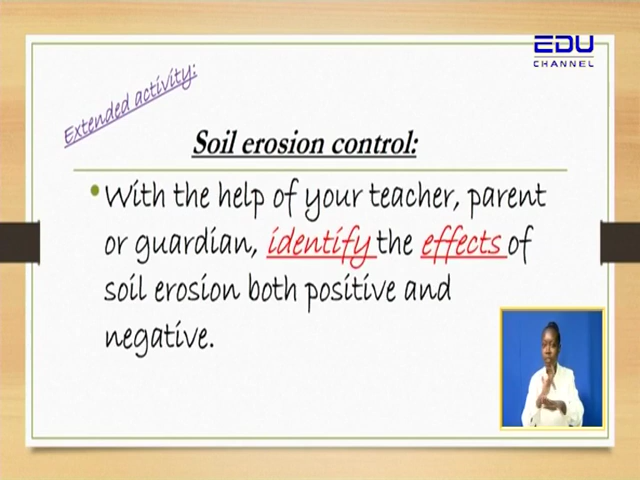 EDU
CHANNEL
Extended activity:
Soil erosion control:
•With the help of your teacher, parent
or guardian, identify the effects of
soil erosion both positive and
negative.